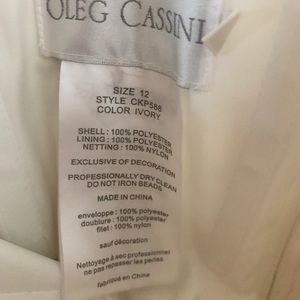 OLEG CASSINI
SIZE 12
STYLE CKP588
COLOR IVORY
SHELL : 100% POLYESTER
LINING : 100% POLYESTER
NETTING : 100% NYLON
EXCLUSIVE OF DECORATION
PROFESSIONALLY DRY CLEAN
DO NOT IRON BEADS
MADE IN CHINA
enveloppe : 100% polyester
doublure : 100% polyester
filet : 100% nylon
sauf décoration
Nettoyage à sec professionnel
ne pas repasser les perles
fabriqué en Chine